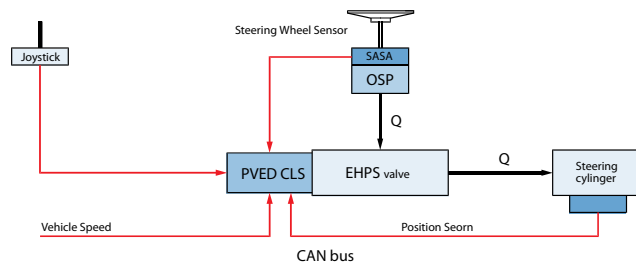 Steering Wheel Sensor
Joystick
SASA
OSP
Q
PVED CLS
EHPS valve
Q
Steering
cylinger
Vehicle Speed
Position Seorn
CAN bus